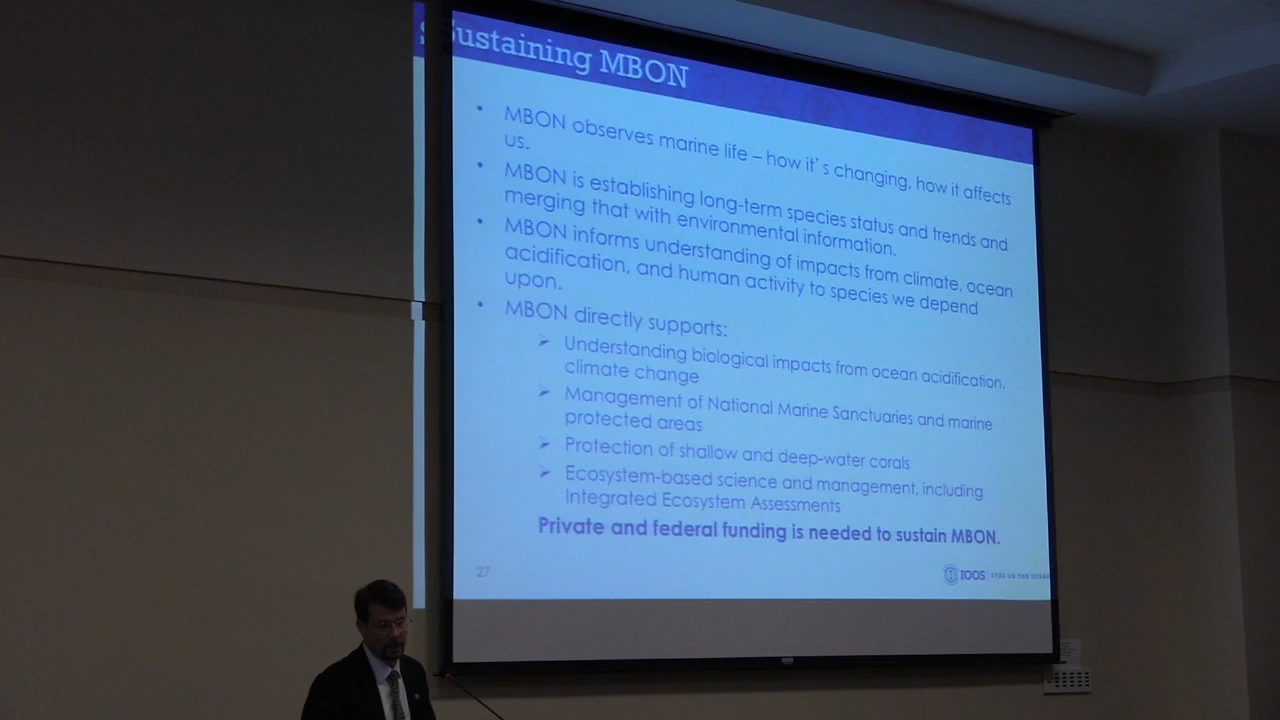 Sustaining MBON
• MBON observes marine life – how it's changing, how it affects
us.
• MBON is establishing long-term species status and trends and
merging that with environmental information.
• MBON informs understanding of impacts from climate, ocean
acidification, and human activity to species we depend
upon.
• MBON directly supports:
➢ Understanding biological impacts from ocean acidification,
climate change
➢ Management of National Marine Sanctuaries and marine
protected areas
➢ Protection of shallow and deep-water corals
➢ Ecosystem-based science and management, including
Integrated Ecosystem Assessments
Private and federal funding is needed to sustain MBON.
27
IOOS | EYES ON THE OCEAN